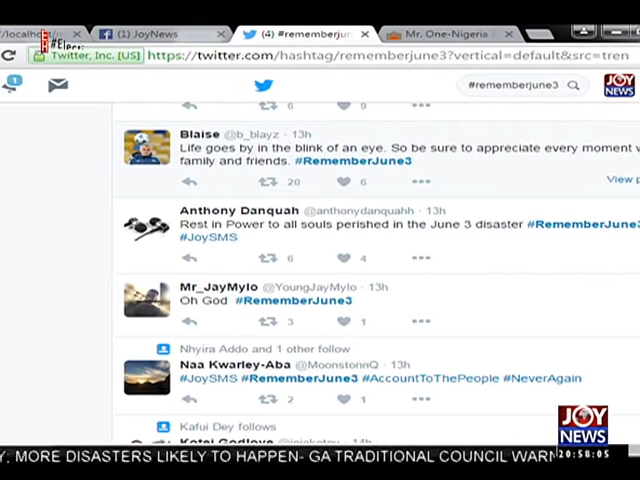 JoyNews
(4) #rememberjun
Mr. One-Nigeria
Twitter, Inc. [US]
https://twitter.com/hashtag/rememberjune3?vertical=default&src=tren
1
#rememberjune3
JOY
NEWS
6 9
Blaise @b_blayz · 13h
Life goes by in the blink of an eye. So be sure to appreciate every moment w
family and friends. #RememberJune3
20 6
View p
Anthony Danquah @anthonydanquahh · 13h
Rest in Power to all souls perished in the June 3 disaster #RememberJune3
#JoySMS
6 4
Mr_JayMylo @YoungJayMylo · 13h
Oh God #RememberJune3
3 1
Nhyira Addo and 1 other follow
Naa Kwarley-Aba @MoonstonnQ · 13h
#JoySMS #RememberJune3 #AccountToThePeople #NeverAgain
2 1
Kafui Dey follows
JOY
NEWS
Y; MORE DISASTERS LIKELY TO HAPPEN- GA TRADITIONAL COUNCIL WARN
20:58:05